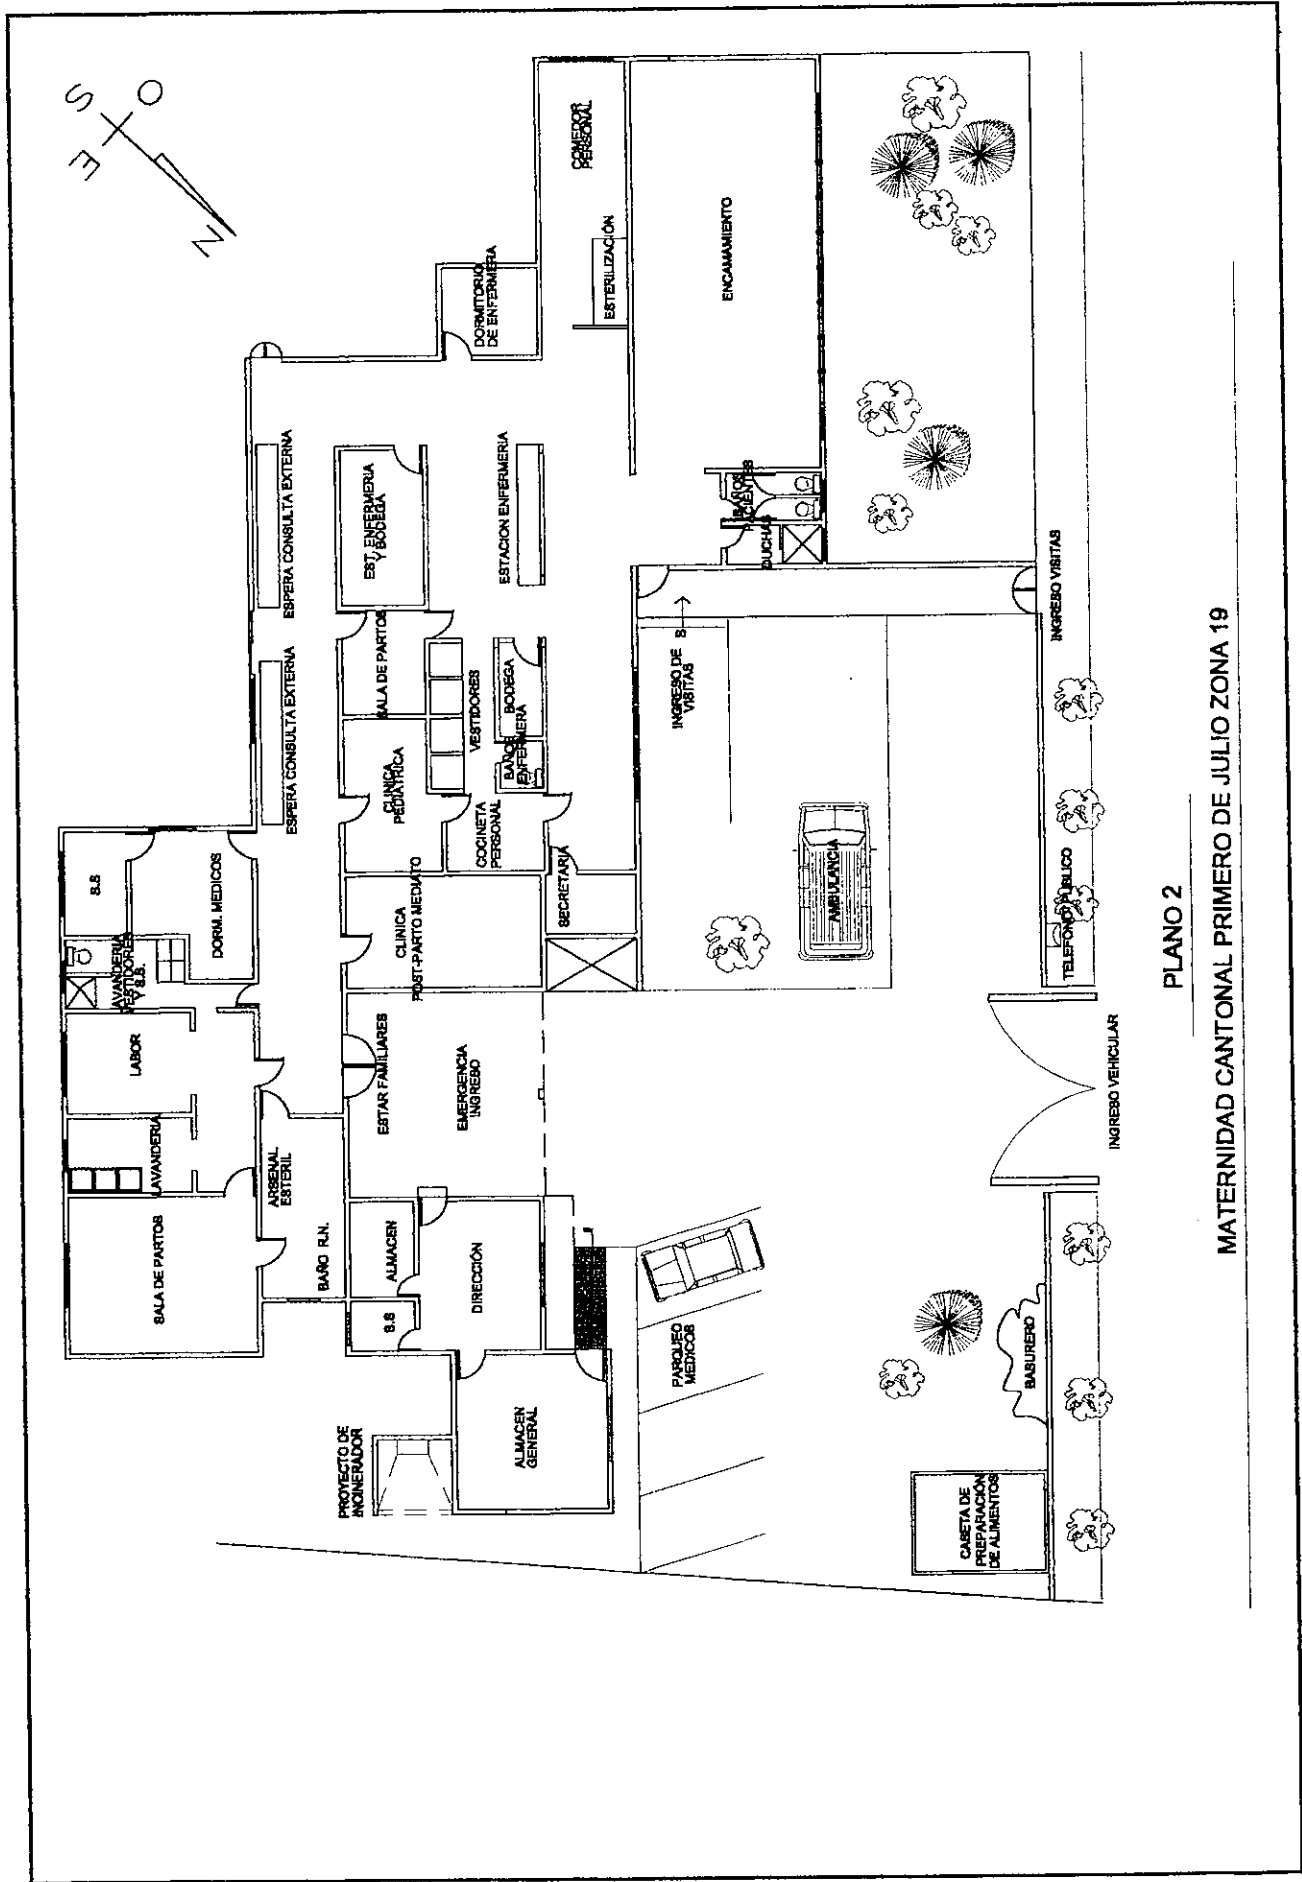 S
O
E
N
S.S
LAVANDERIA
VESTIDORES
Y S.S.
DORM. MEDICOS
LABOR
LAVANDERIA
SALA DE PARTOS
ESPERA CONSULTA EXTERNA
ESPERA CONSULTA EXTERNA
ARSENAL
ESTERIL
BAÑO R.N.
DORMITORIO
DE ENFERMERA
COMEDOR
PERSONAL
ESTERILIZACIÓN
EST. ENFERMERIA
Y BODEGA
SALA DE PARTOS
CLINICA
PEDIATRICA
CLINICA
POST-PARTO MEDIATO
ESTAR FAMILIARES
EMERGENCIA
INGRESO
ALMACEN
S.S
DIRECCIÓN
ALMACEN
GENERAL
PROYECTO DE
INCINERADOR
ESTACION ENFERMERIA
VESTIDORES
BODEGA
BAÑOS
ENFERMERA
COCINETA
PERSONAL
SECRETARIA
ENCAMAMIENTO
BAÑOS
PACIENTES
DUCHAS
INGRESO DE
VISITAS
S
AMBULANCIA
PARQUEO
MEDICOS
INGRESO VISITAS
TELEFONO PUBLICO
INGRESO VEHICULAR
BASURERO
CASETA DE
PREPARACIÓN
DE ALIMENTOS
PLANO 2
MATERNIDAD CANTONAL PRIMERO DE JULIO ZONA 19